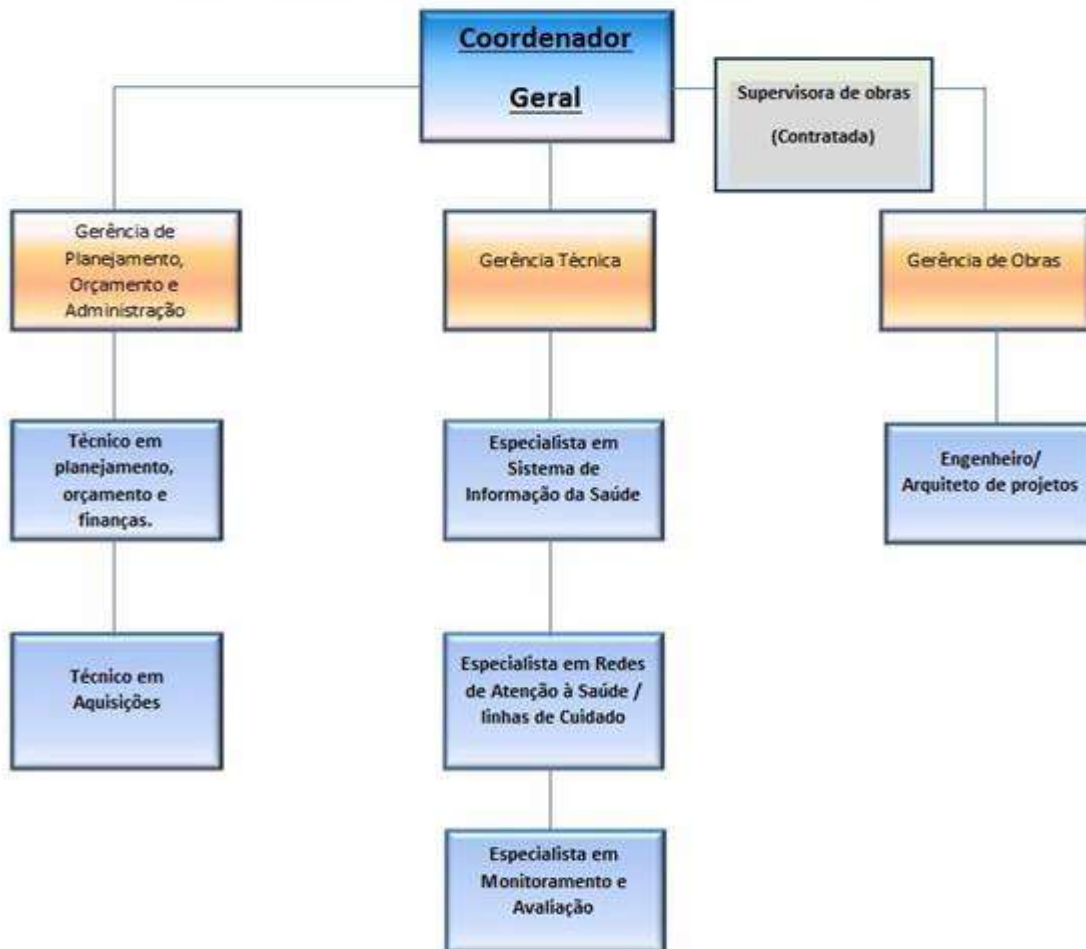 Coordenador
Geral
Supervisora de obras
(Contratada)
Gerência de
Planejamento,
Orçamento e
Administração
Gerência Técnica
Gerência de Obras
Técnico em
planejamento,
orçamento e
finanças.
Especialista em
Sistema de
Informação da Saúde
Engenheiro/
Arquiteto de projetos
Técnico em
Aquisições
Especialista em Redes
de Atenção à Saúde /
linhas de Cuidado
Especialista em
Monitoramento e
Avaliação